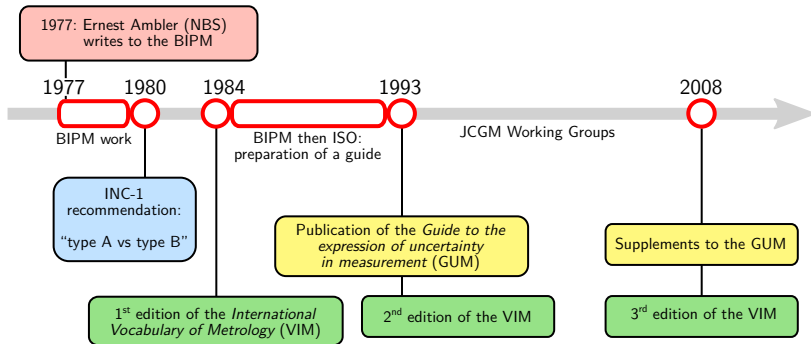 1977: Ernest Ambler (NBS)
writes to the BIPM
1977
1980
1984
1993
2008
BIPM work
BIPM then ISO:
preparation of a guide
JCGM Working Groups
INC-1
recommendation:
“type A vs type B”
Publication of the Guide to the
expression of uncertainty
in measurement (GUM)
Supplements to the GUM
1st edition of the International
Vocabulary of Metrology (VIM)
2nd edition of the VIM
3rd edition of the VIM